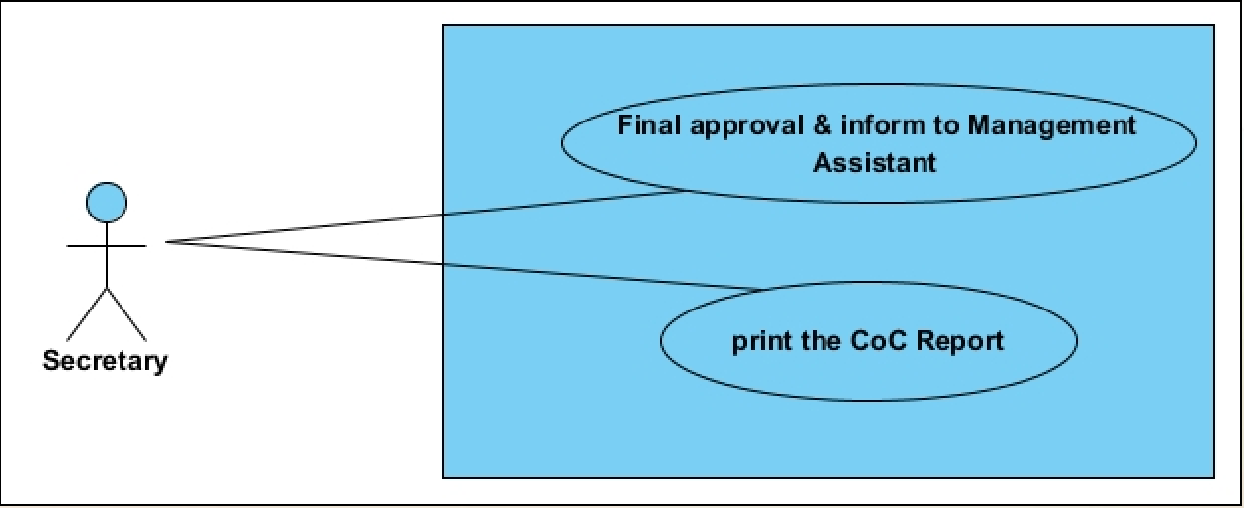 Final approval & inform to Management
Assistant
Secretary
print the CoC Report